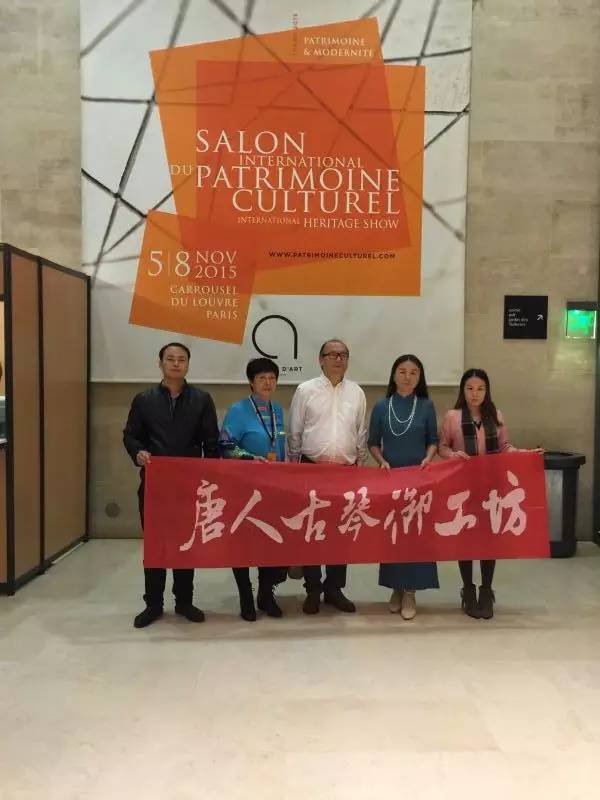 PATRIMOINE
& MODERNITÉ
SALON
INTERNATIONAL
DU PATRIMOINE
CULTUREL
INTERNATIONAL HERITAGE SHOW
WWW.PATRIMOINECULTUREL.COM
5|8 NOV
2015
CARROUSEL
DU LOUVRE
PARIS
D'ART
唐人古琴御工坊